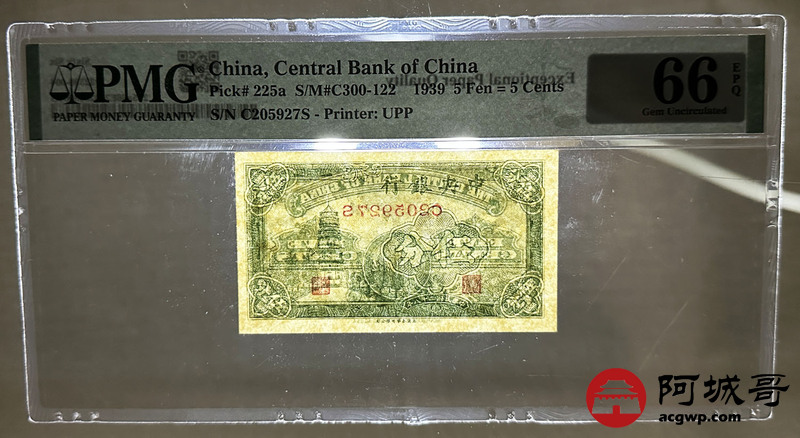 PMG
PAPER MONEY GUARANTY
China, Central Bank of China
Pick# 225a S/M#C300-122 1939 5 Fen = 5 Cents
S/N C205927S - Printer: UPP
Exceptional Paper Quality
66 EPQ
Gem Uncirculated
中央銀行
C205927S
伍分
阿城哥
acgwp.com